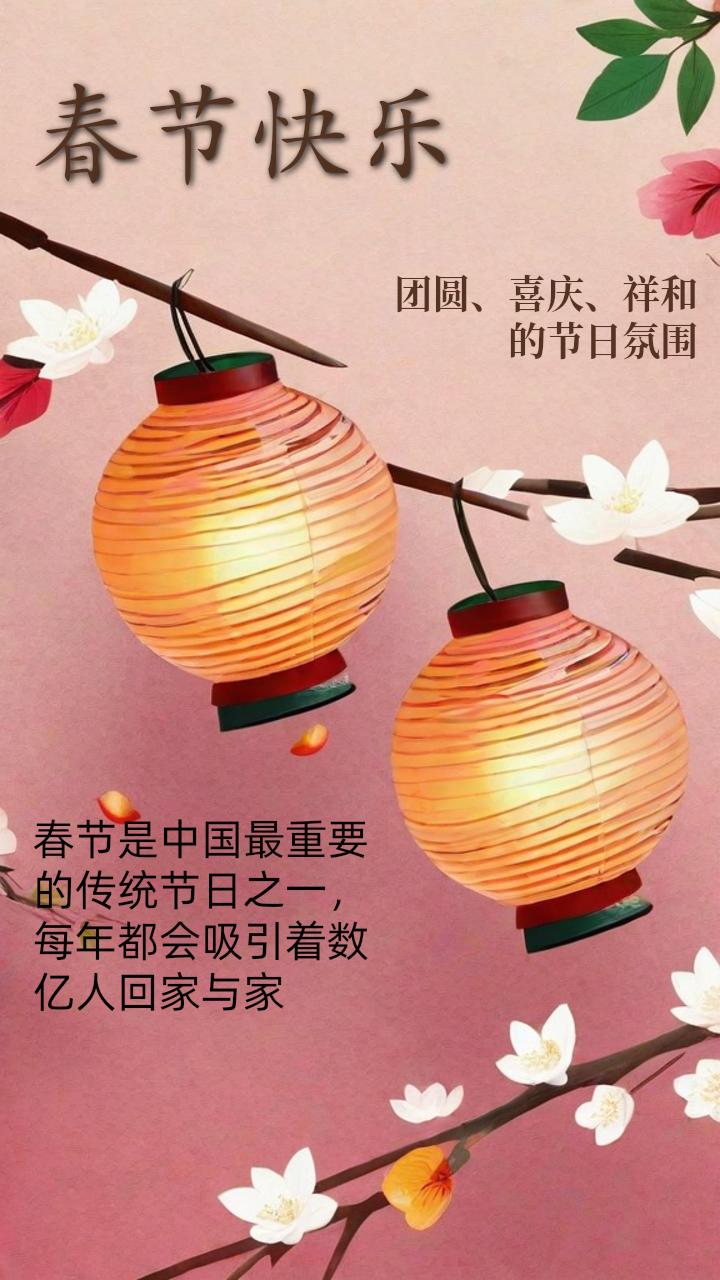 春节快乐
团圆、喜庆、祥和
的节日氛围
春节是中国最重要
的传统节日之一，
每年都会吸引着数
亿人回家与家